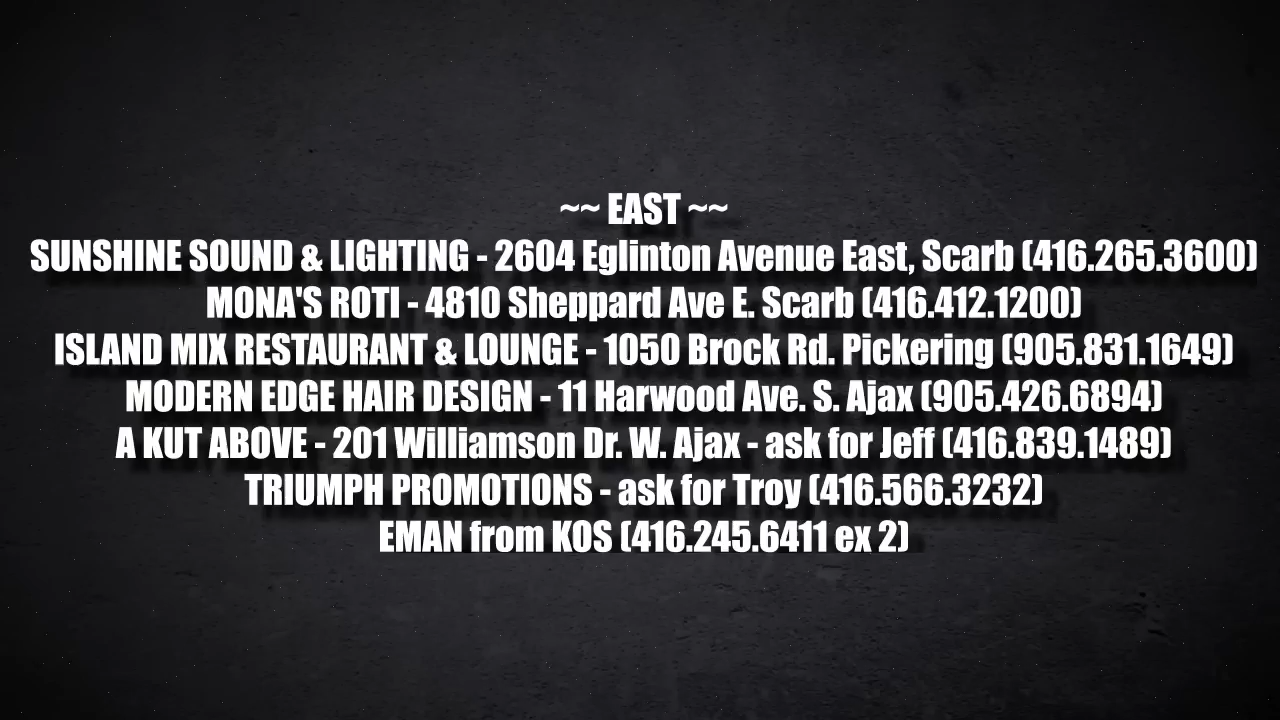 ~~ EAST ~~
SUNSHINE SOUND & LIGHTING - 2604 Eglinton Avenue East, Scarb (416.265.3600)
MONA'S ROTI - 4810 Sheppard Ave E. Scarb (416.412.1200)
ISLAND MIX RESTAURANT & LOUNGE - 1050 Brock Rd. Pickering (905.831.1649)
MODERN EDGE HAIR DESIGN - 11 Harwood Ave. S. Ajax (905.426.6894)
A KUT ABOVE - 201 Williamson Dr. W. Ajax - ask for Jeff (416.839.1489)
TRIUMPH PROMOTIONS - ask for Troy (416.566.3232)
EMAN from KOS (416.245.6411 ex 2)